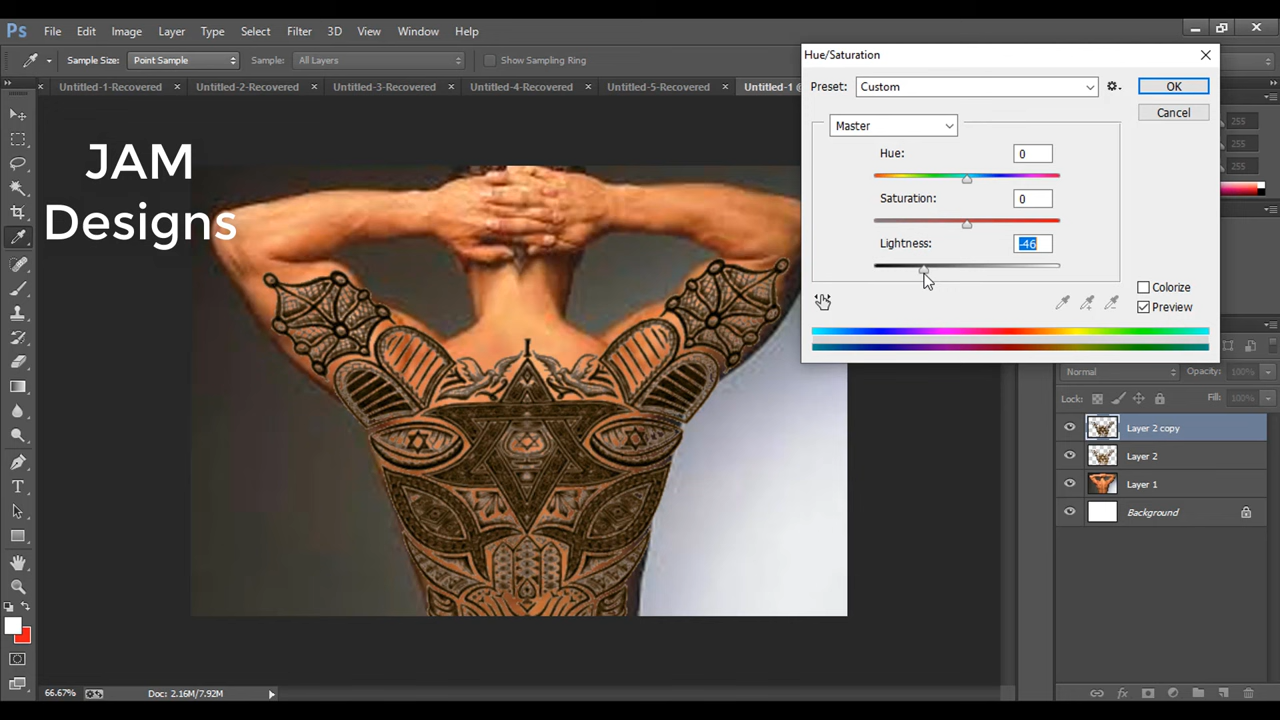 Ps File Edit Image Layer Type Select Filter 3D View Window Help
Sample Size: Point Sample Sample: All Layers Show Sampling Ring
Untitled-1-Recovered × Untitled-2-Recovered × Untitled-3-Recovered × Untitled-4-Recovered × Untitled-5-Recovered × Untitled-1 @
JAM
Designs
Hue/Saturation
Preset: Custom
OK
Cancel
Master
Hue: 0
Saturation: 0
Lightness: -46
Colorize
Preview
255
255
255
Normal Opacity: 100%
Lock: Fill: 100%
Layer 2 copy
Layer 2
Layer 1
Background
66.67% Doc: 2.16M/7.92M